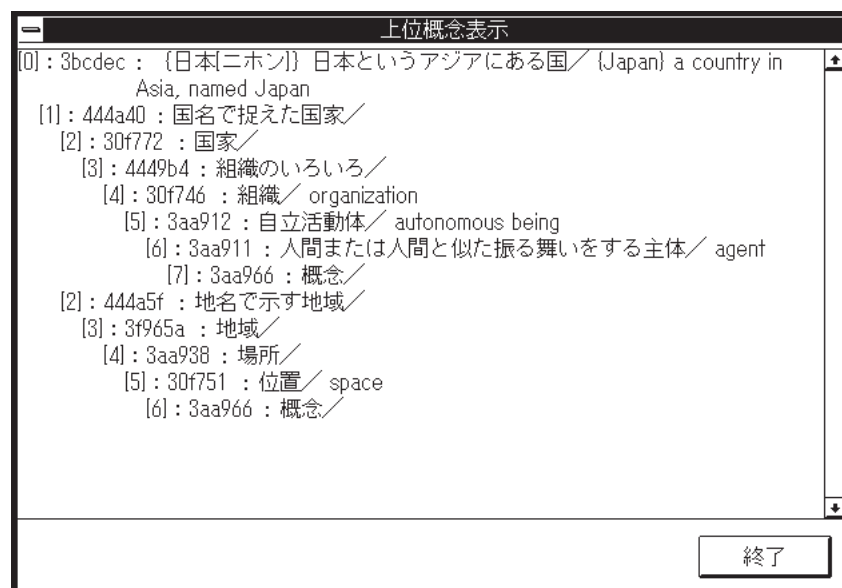 上位概念表示
[0] : 3bcdec : {日本[ニホン]} 日本というアジアにある国／ {Japan} a country in
Asia, named Japan
[1] : 444a40 : 国名で捉えた国家／
[2] : 30f772 : 国家／
[3] : 4449b4 : 組織のいろいろ／
[4] : 30f746 : 組織／ organization
[5] : 3aa912 : 自立活動体／ autonomous being
[6] : 3aa911 : 人間または人間と似た振る舞いをする主体／ agent
[7] : 3aa966 : 概念／
[2] : 444a5f : 地名で示す地域／
[3] : 3f965a : 地域／
[4] : 3aa938 : 場所／
[5] : 30f751 : 位置／ space
[6] : 3aa966 : 概念／
終了